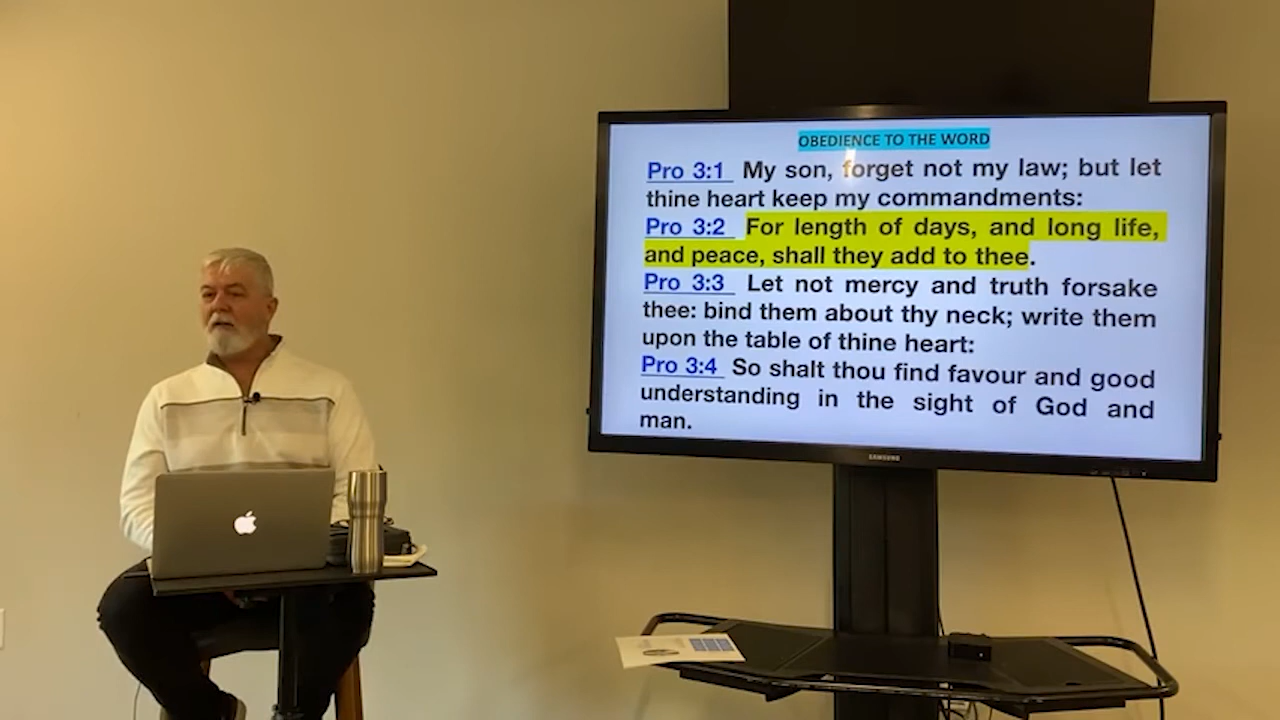 OBEDIENCE TO THE WORD
Pro 3:1 My son, forget not my law; but let
thine heart keep my commandments:
Pro 3:2 For length of days, and long life,
and peace, shall they add to thee.
Pro 3:3 Let not mercy and truth forsake
thee: bind them about thy neck; write them
upon the table of thine heart:
Pro 3:4 So shalt thou find favour and good
understanding in the sight of God and
man.
SAMSUNG